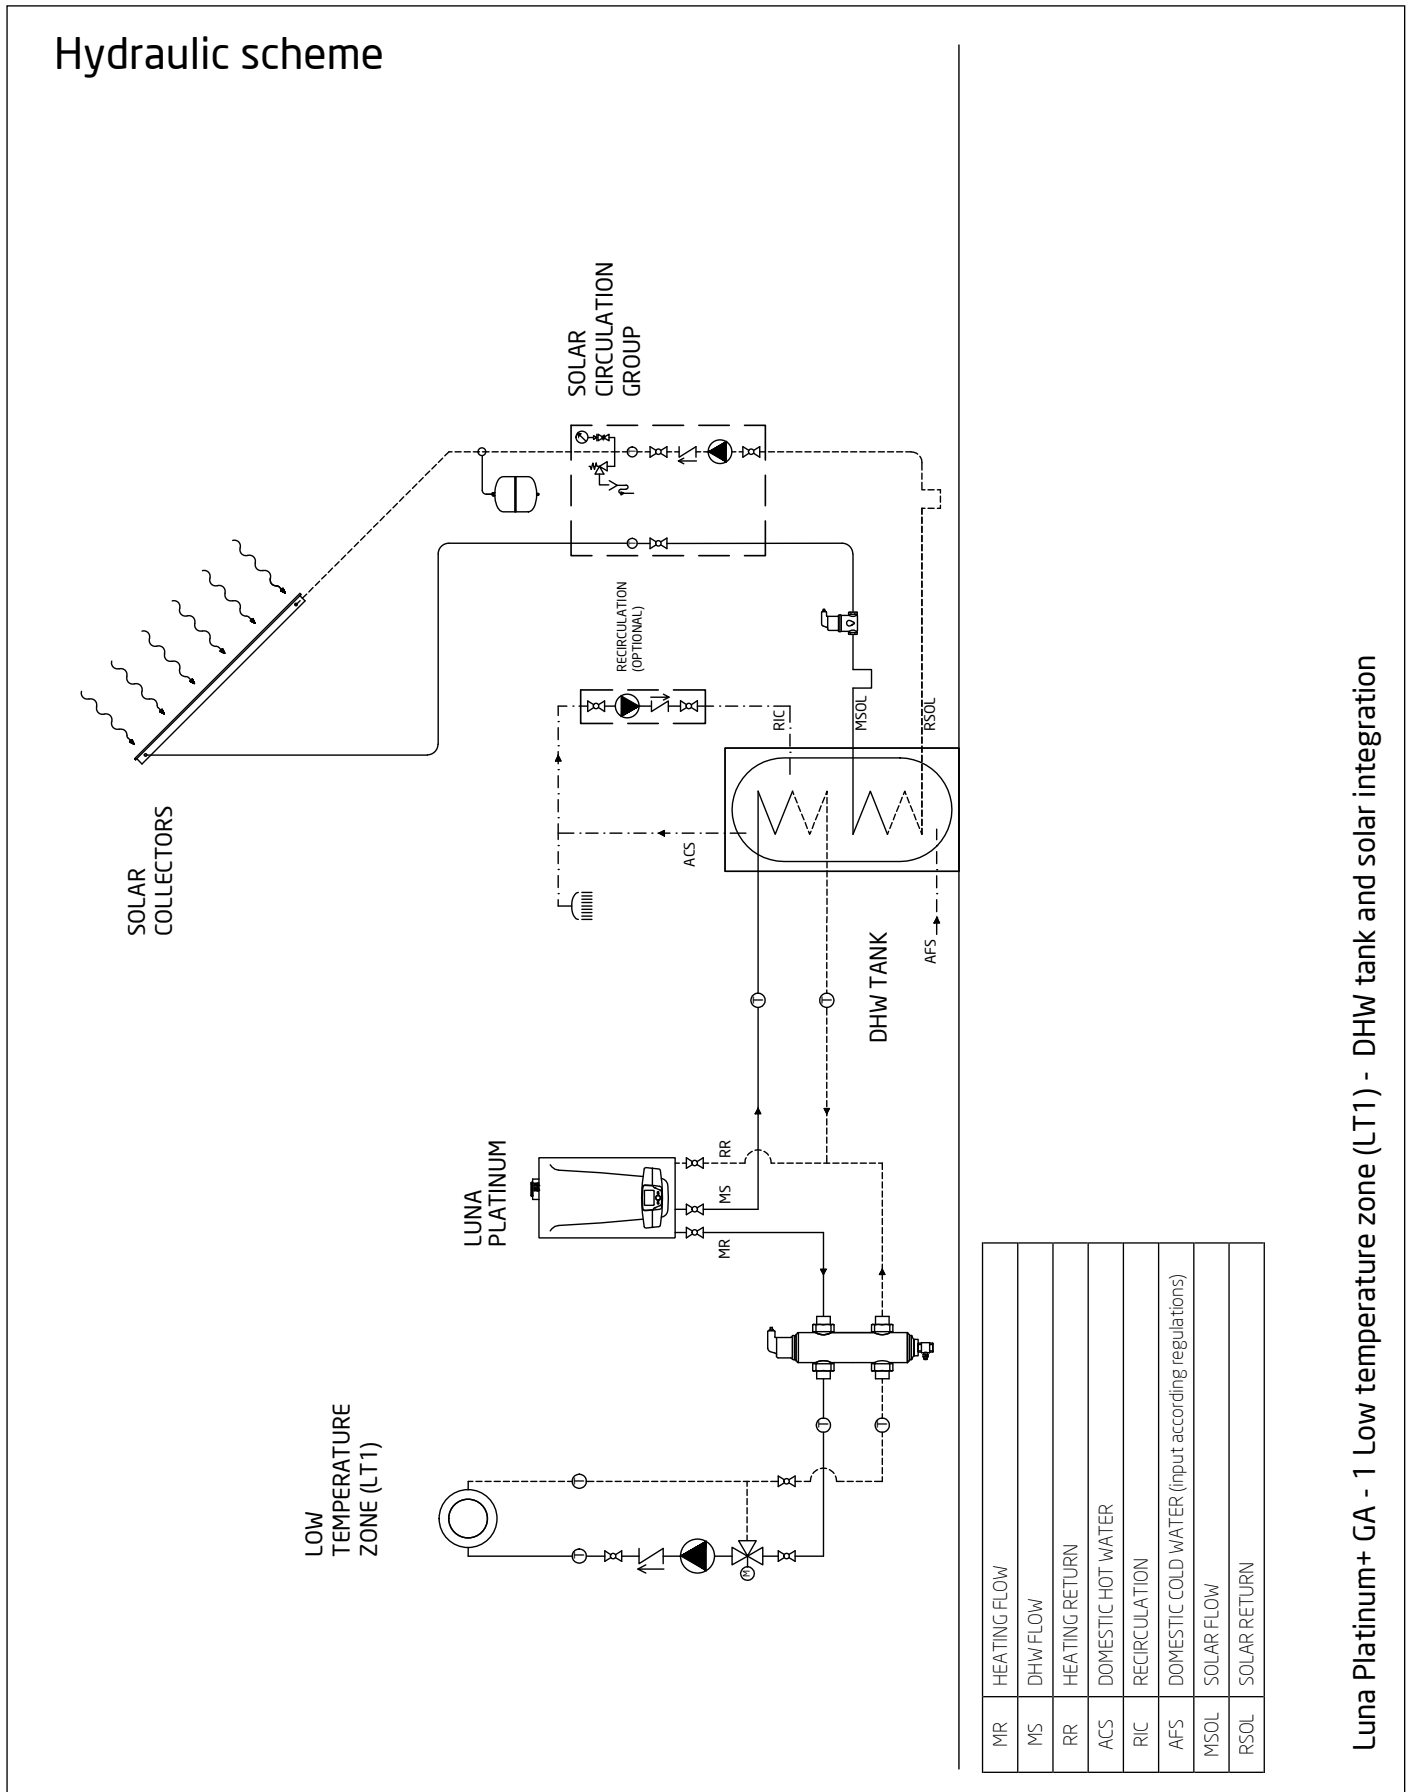 Hydraulic scheme
SOLAR
COLLECTORS
SOLAR
CIRCULATION
GROUP
RECIRCULATION
(OPTIONAL)
RIC
MSOL
RSOL
ACS
AFS
DHW TANK
LUNA
PLATINUM
RR
MS
MR
LOW
TEMPERATURE
ZONE (LT1)
T
T
T
T
T
T
M
MR HEATING FLOW
MS DHW FLOW
RR HEATING RETURN
ACS DOMESTIC HOT WATER
RIC RECIRCULATION
AFS DOMESTIC COLD WATER (input according regulations)
MSOL SOLAR FLOW
RSOL SOLAR RETURN
Luna Platinum+ GA - 1 Low temperature zone (LT1) - DHW tank and solar integration